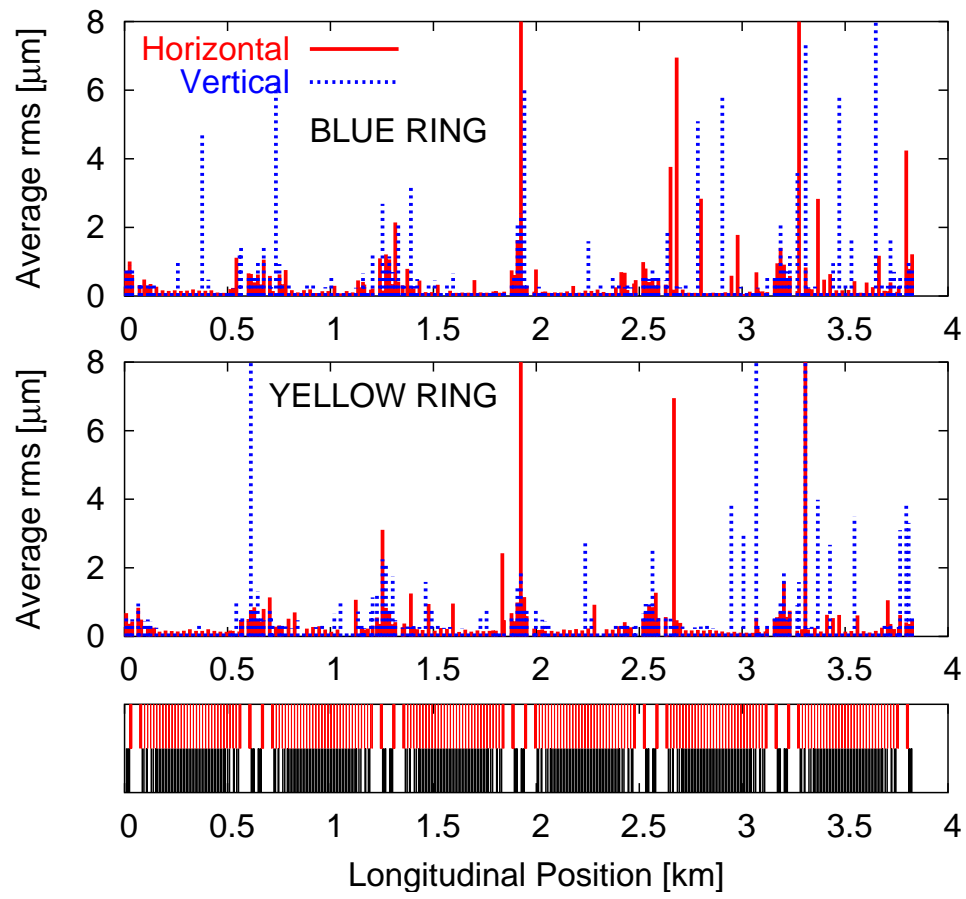 8
6
4
2
0
Average rms [μm]
Horizontal
Vertical
BLUE RING
0 0.5 1 1.5 2 2.5 3 3.5 4
8
6
4
2
0
Average rms [μm]
YELLOW RING
0 0.5 1 1.5 2 2.5 3 3.5 4
0 0.5 1 1.5 2 2.5 3 3.5 4
Longitudinal Position [km]